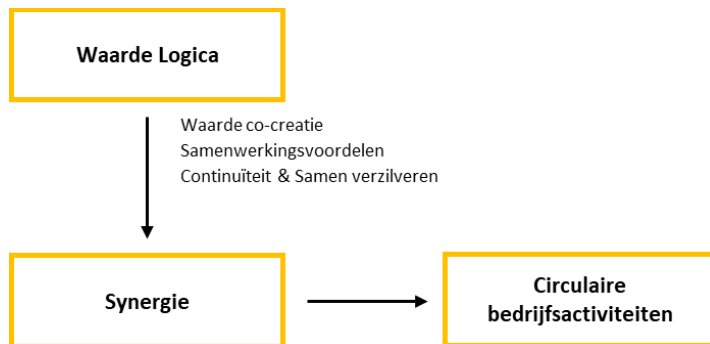 Waarde Logica
Waarde co-creatie
Samenwerkingsvoordelen
Continuïteit & Samen verzilveren
Synergie
Circulaire
bedrijfsactiviteiten